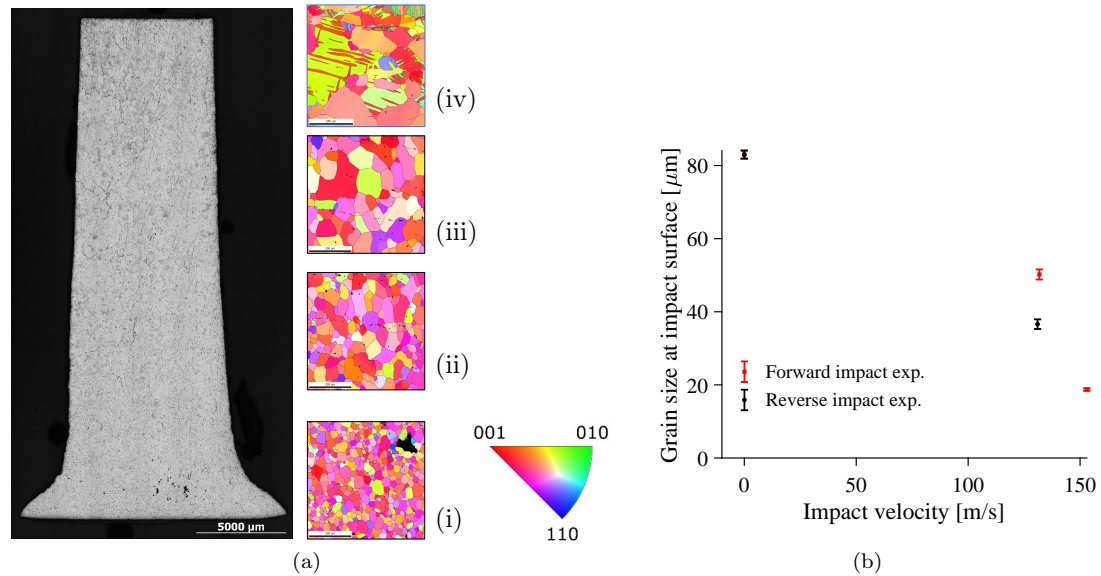 (iv)
(iii)
(ii)
(i)
5000 µm
001
010
110
(a)
Grain size at impact surface [μm]
80
60
40
20
0
Forward impact exp.
Reverse impact exp.
0
50
100
150
Impact velocity [m/s]
(b)